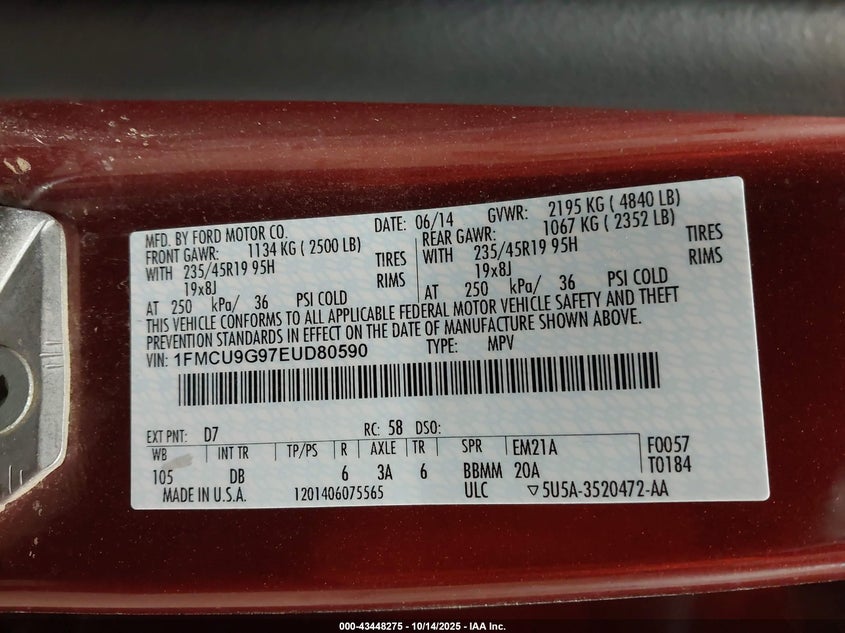 MFD. BY FORD MOTOR CO. DATE: 06/14 GVWR: 2195 KG ( 4840 LB)
FRONT GAWR: 1134 KG ( 2500 LB) REAR GAWR: 1067 KG ( 2352 LB)
WITH 235/45R19 95H TIRES WITH 235/45R19 95H TIRES
19x8J RIMS 19x8J RIMS
AT 250 kPa/ 36 PSI COLD AT 250 kPa/ 36 PSI COLD
THIS VEHICLE CONFORMS TO ALL APPLICABLE FEDERAL MOTOR VEHICLE SAFETY AND THEFT
PREVENTION STANDARDS IN EFFECT ON THE DATE OF MANUFACTURE SHOWN ABOVE.
VIN: 1FMCU9G97EUD80590 TYPE: MPV
EXT PNT: D7 RC: 58 DSO:
WB INT TR TP/PS R AXLE TR SPR EM21A F0057
105 DB 6 3A 6 BBMM 20A T0184
MADE IN U.S.A. 1201406075565 ULC ▽5U5A-3520472-AA
000-43448275 - 10/14/2025 - IAA Inc.